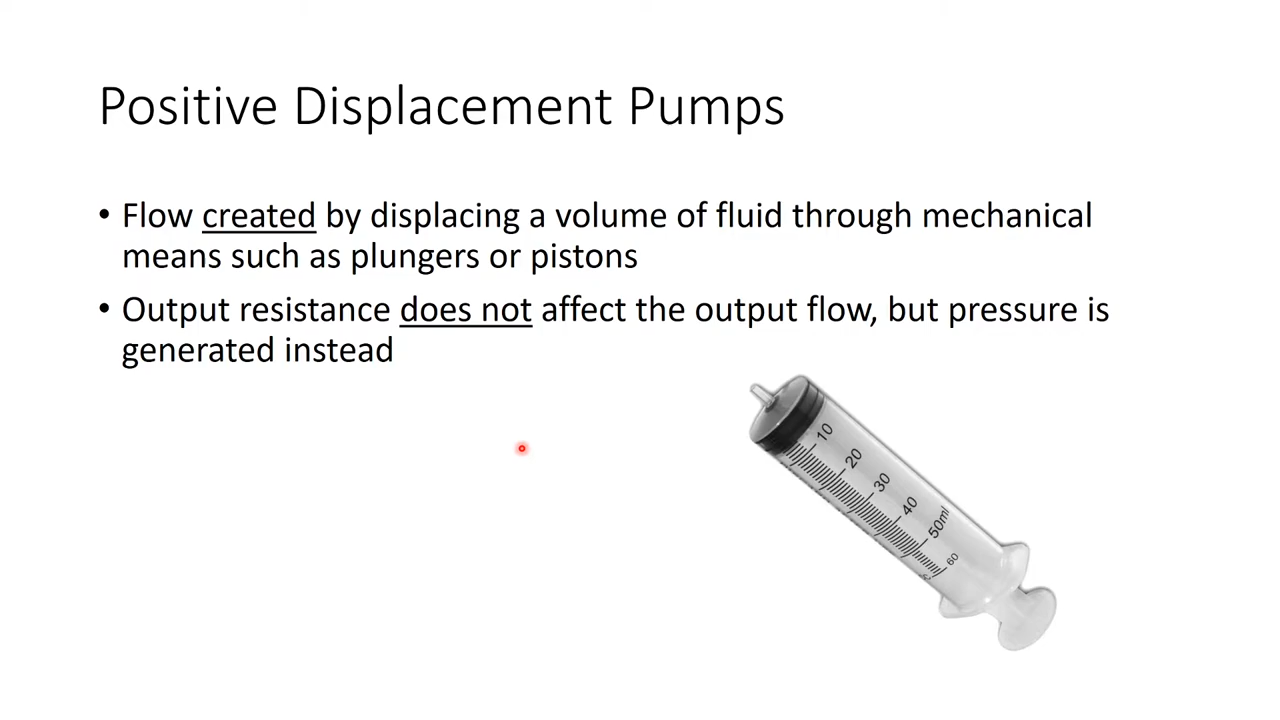 Positive Displacement Pumps
• Flow created by displacing a volume of fluid through mechanical
means such as plungers or pistons
• Output resistance does not affect the output flow, but pressure is
generated instead
10
20
30
40
50ml
60